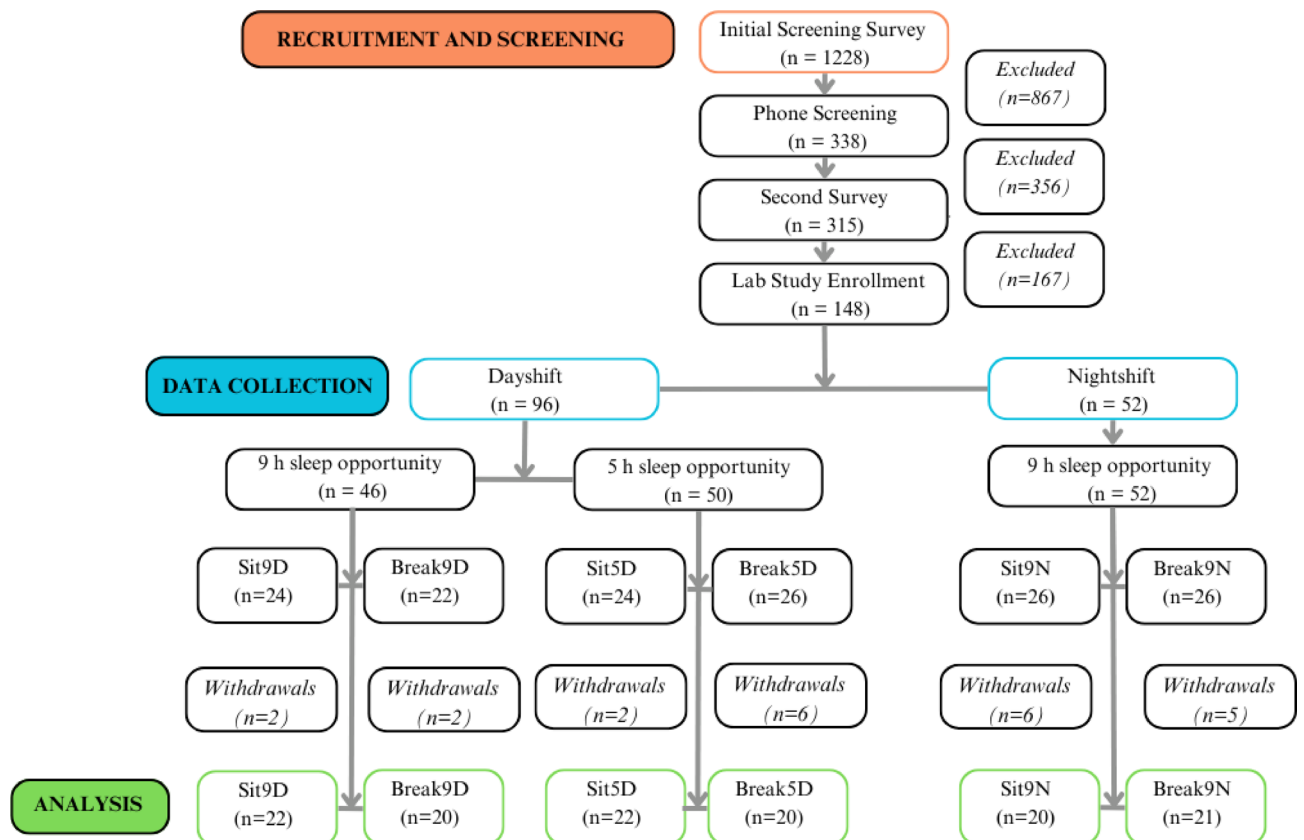 RECRUITMENT AND SCREENING
Initial Screening Survey
(n = 1228)
Excluded
(n=867)
Phone Screening
(n = 338)
Excluded
(n=356)
Second Survey
(n = 315)
Excluded
(n=167)
Lab Study Enrollment
(n = 148)
DATA COLLECTION
Dayshift
(n = 96)
Nightshift
(n = 52)
9 h sleep opportunity
(n = 46)
5 h sleep opportunity
(n = 50)
9 h sleep opportunity
(n = 52)
Sit9D
(n=24)
Break9D
(n=22)
Sit5D
(n=24)
Break5D
(n=26)
Sit9N
(n=26)
Break9N
(n=26)
Withdrawals
(n=2)
Withdrawals
(n=2)
Withdrawals
(n=2)
Withdrawals
(n=6)
Withdrawals
(n=6)
Withdrawals
(n=5)
ANALYSIS
Sit9D
(n=22)
Break9D
(n=20)
Sit5D
(n=22)
Break5D
(n=20)
Sit9N
(n=20)
Break9N
(n=21)